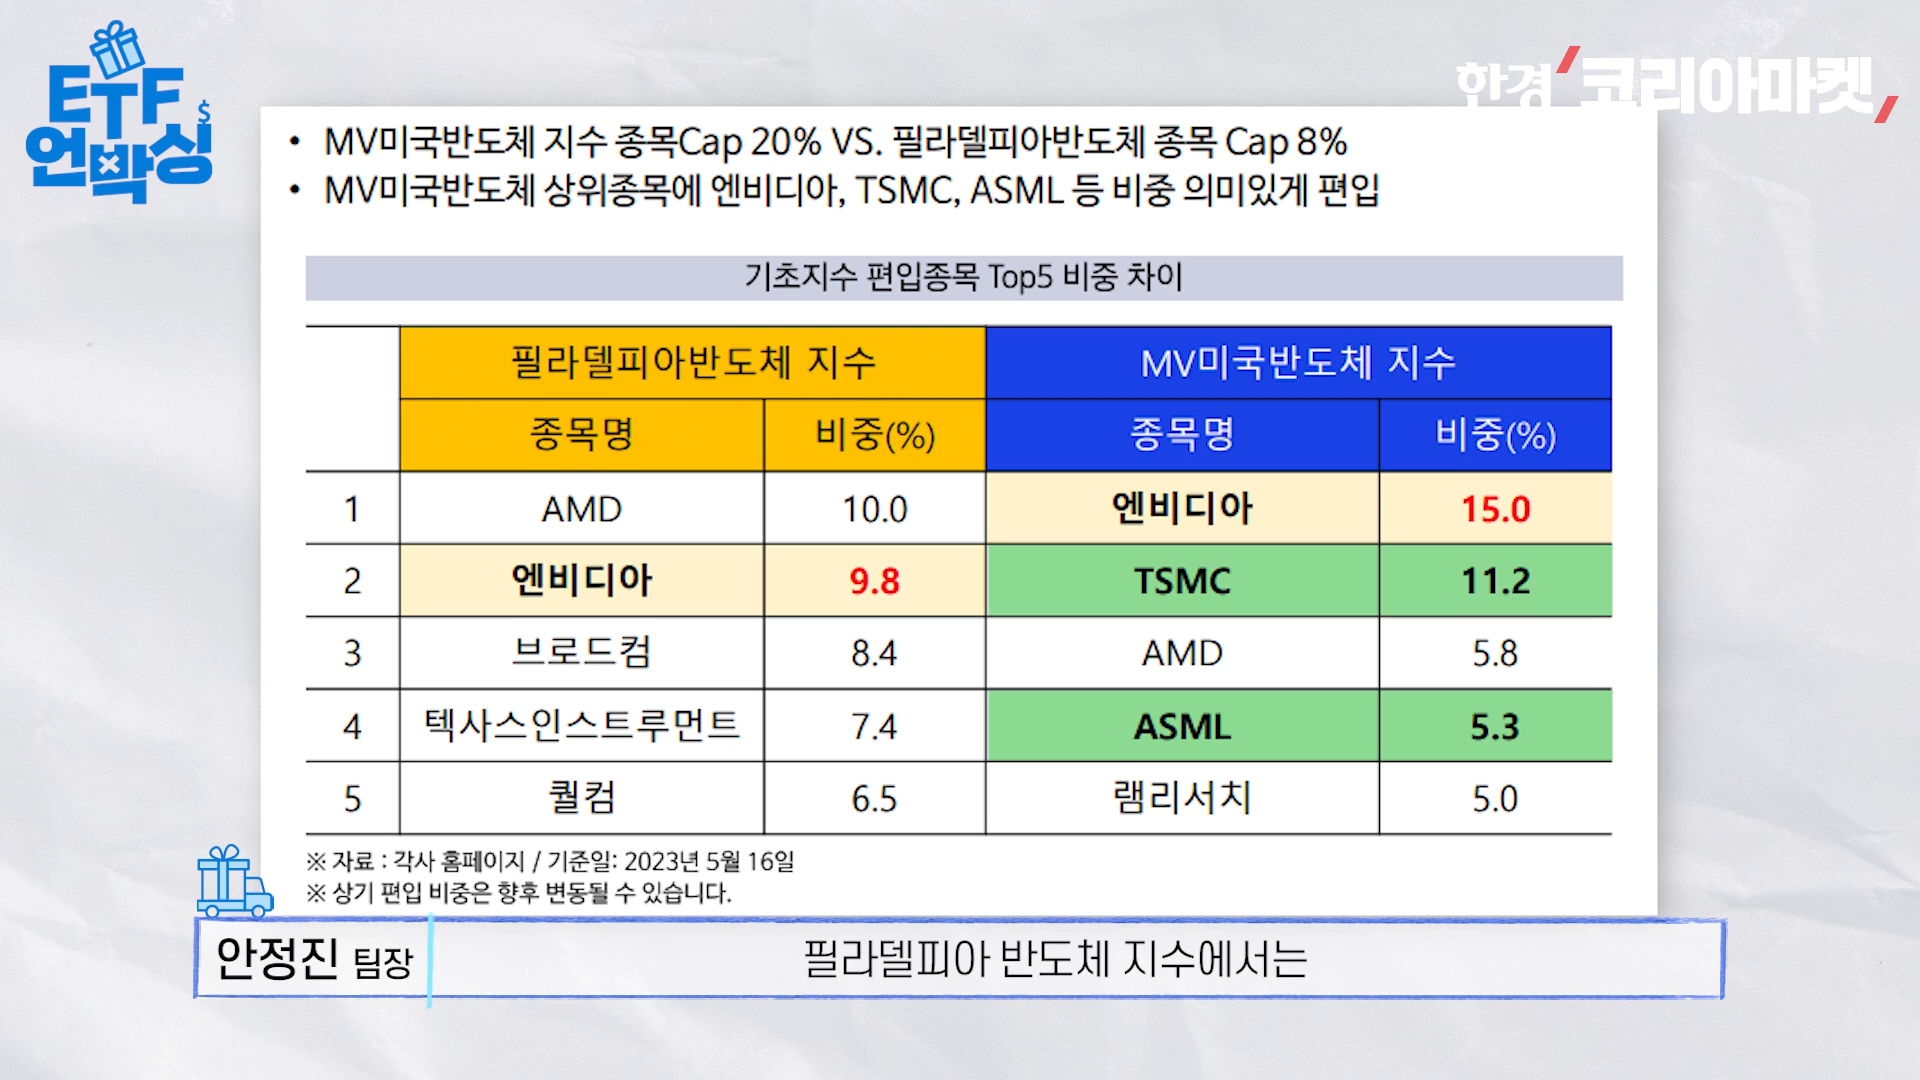 ETF
언박싱
한경 '코리아마켓,
• MV미국반도체 지수 종목Cap 20% VS. 필라델피아반도체 종목 Cap 8%
• MV미국반도체 상위종목에 엔비디아, TSMC, ASML 등 비중 의미있게 편입
기초지수 편입종목 Top5 비중 차이
필라델피아반도체 지수 MV미국반도체 지수
종목명 비중(%) 종목명 비중(%)
1 AMD 10.0 엔비디아 15.0
2 엔비디아 9.8 TSMC 11.2
3 브로드컴 8.4 AMD 5.8
4 텍사스인스트루먼트 7.4 ASML 5.3
5 퀄컴 6.5 램리서치 5.0
※ 자료 : 각사 홈페이지 / 기준일: 2023년 5월 16일
※ 상기 편입 비중은 향후 변동될 수 있습니다.
안정진 팀장 필라델피아 반도체 지수에서는